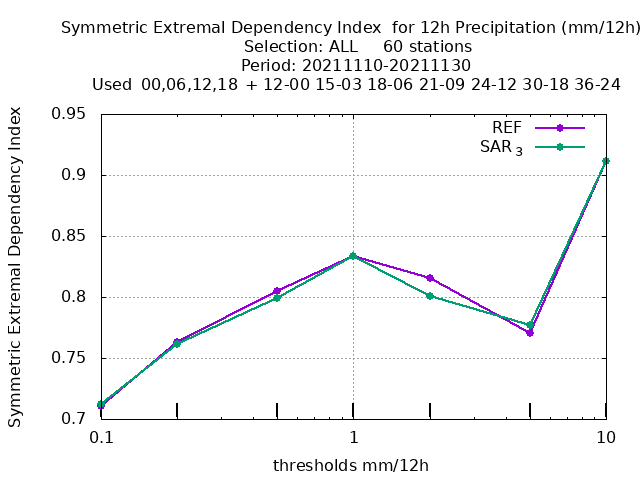 Symmetric Extremal Dependency Index  for 12h Precipitation (mm/12h)
Selection: ALL     60 stations
Period: 20211110-20211130
Used  00,06,12,18  + 12-00 15-03 18-06 21-09 24-12 30-18 36-24
Symmetric Extremal Dependency Index
0.95
0.9
0.85
0.8
0.75
0.7
REF
SAR 3
0.1
1
10
thresholds mm/12h